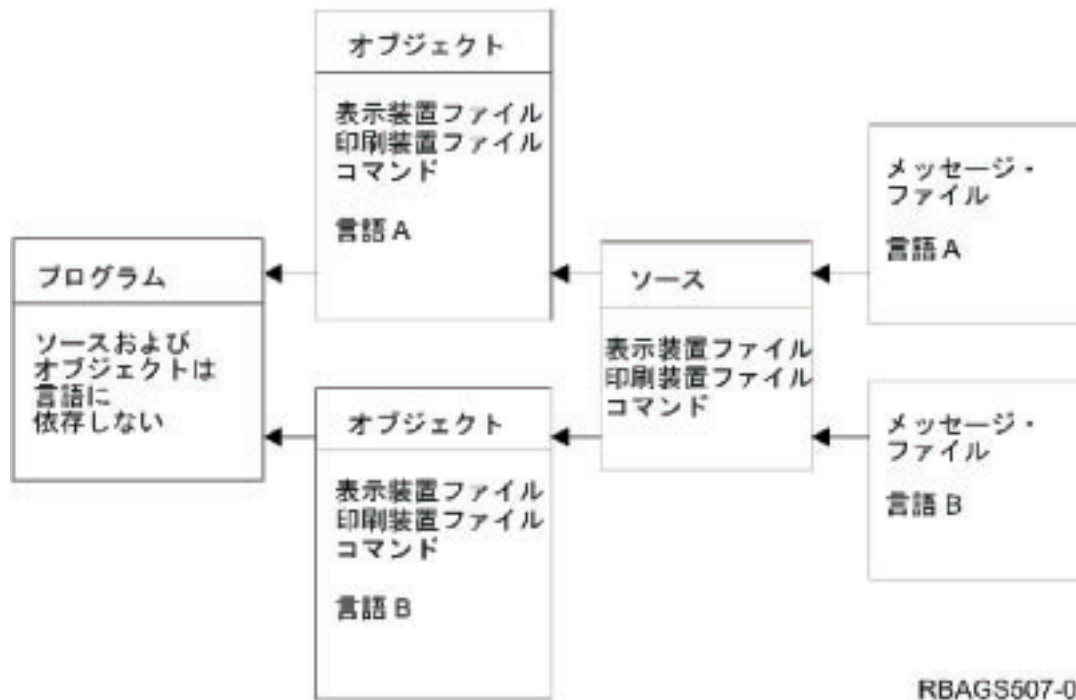 オブジェクト
表示装置ファイル
印刷装置ファイル
コマンド
言語 A
プログラム
ソースおよび
オブジェクトは
言語に
依存しない
オブジェクト
表示装置ファイル
印刷装置ファイル
コマンド
言語 B
ソース
表示装置ファイル
印刷装置ファイル
コマンド
メッセージ・
ファイル
言語 A
メッセージ・
ファイル
言語 B
RBAGS507-0